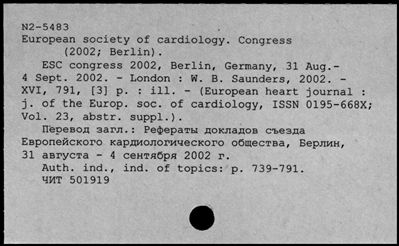 N2-5483
European society of cardiology. Congress
(2002; Berlin).
ESC congress 2002, Berlin, Germany, 31 Aug.-
4 Sept. 2002. - London : W. B. Saunders, 2002. -
XVI, 791, [3] p. : ill. - (European heart journal :
j. of the Europ. soc. of cardiology, ISSN 0195-668X;
Vol. 23, abstr. suppl.).
Перевод загл.: Рефераты докладов съезда
Европейского кардиологического общества, Берлин,
31 августа - 4 сентября 2002 г.
Auth. ind., ind. of topics: p. 739-791.
ЧИТ 501919